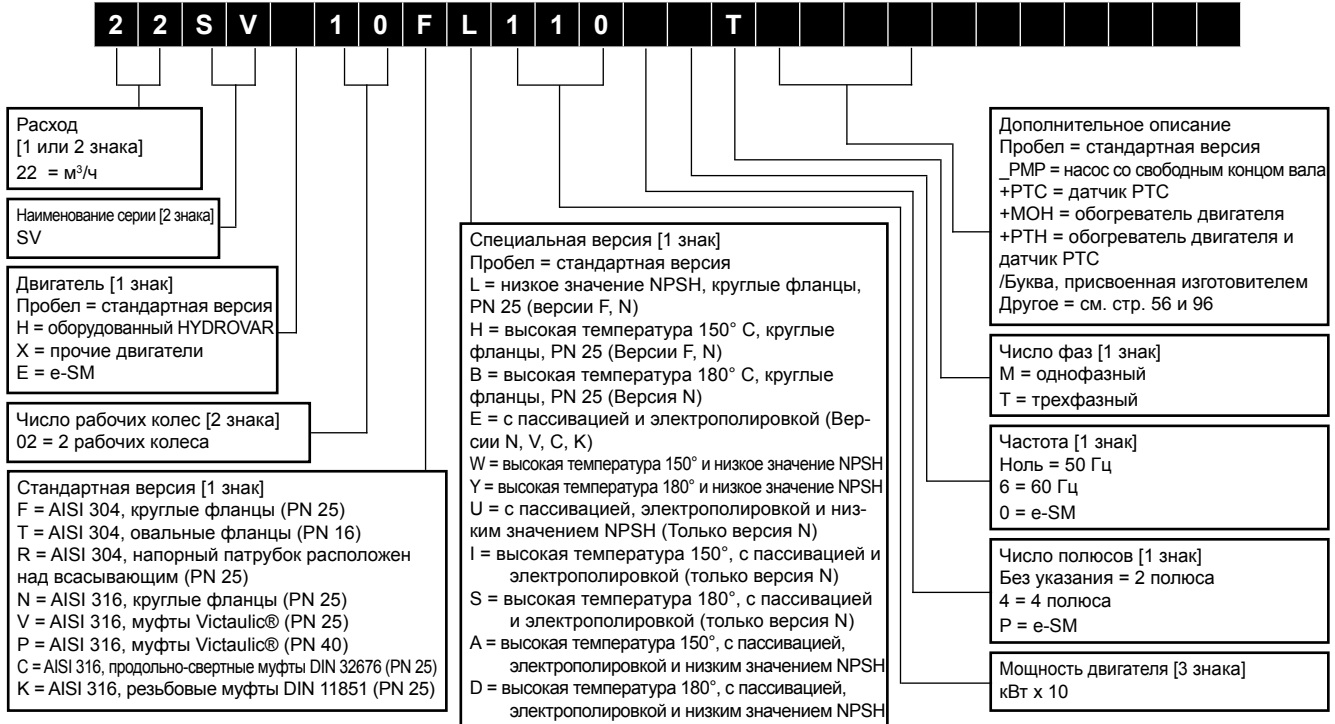 2 2 S V 1 0 F L 1 1 0 T
Расход
[1 или 2 знака]
22 = м³/ч
Наименование серии [2 знака]
SV
Двигатель [1 знак]
Пробел = стандартная версия
H = оборудованный HYDROVAR
X = прочие двигатели
E = e-SM
Число рабочих колес [2 знака]
02 = 2 рабочих колеса
Стандартная версия [1 знак]
F = AISI 304, круглые фланцы (PN 25)
T = AISI 304, овальные фланцы (PN 16)
R = AISI 304, напорный патрубок расположен
над всасывающим (PN 25)
N = AISI 316, круглые фланцы (PN 25)
V = AISI 316, муфты Victaulic® (PN 25)
P = AISI 316, муфты Victaulic® (PN 40)
C = AISI 316, продольно-свертные муфты DIN 32676 (PN 25)
K = AISI 316, резьбовые муфты DIN 11851 (PN 25)
Специальная версия [1 знак]
Пробел = стандартная версия
L = низкое значение NPSH, круглые фланцы,
PN 25 (версии F, N)
H = высокая температура 150° C, круглые
фланцы, PN 25 (Версии F, N)
B = высокая температура 180° C, круглые
фланцы, PN 25 (Версия N)
E = с пассивацией и электрополировкой (Вер-
сии N, V, C, K)
W = высокая температура 150° и низкое значение NPSH
Y = высокая температура 180° и низкое значение NPSH
U = с пассивацией, электрополировкой и низ-
ким значением NPSH (Только версия N)
I = высокая температура 150°, с пассивацией и
электрополировкой (только версия N)
S = высокая температура 180°, с пассивацией
и электрополировкой (только версия N)
A = высокая температура 150°, с пассивацией,
электрополировкой и низким значением NPSH
D = высокая температура 180°, с пассивацией,
электрополировкой и низким значением NPSH
Дополнительное описание
Пробел = стандартная версия
_PMP = насос со свободным концом вала
+PTC = датчик PTC
+МОН = обогреватель двигателя
+PTH = обогреватель двигателя и
датчик PTC
/Буква, присвоенная изготовителем
Другое = см. стр. 56 и 96
Число фаз [1 знак]
M = однофазный
T = трехфазный
Частота [1 знак]
Ноль = 50 Гц
6 = 60 Гц
0 = e-SM
Число полюсов [1 знак]
Без указания = 2 полюса
4 = 4 полюса
P = e-SM
Мощность двигателя [3 знака]
кВт x 10